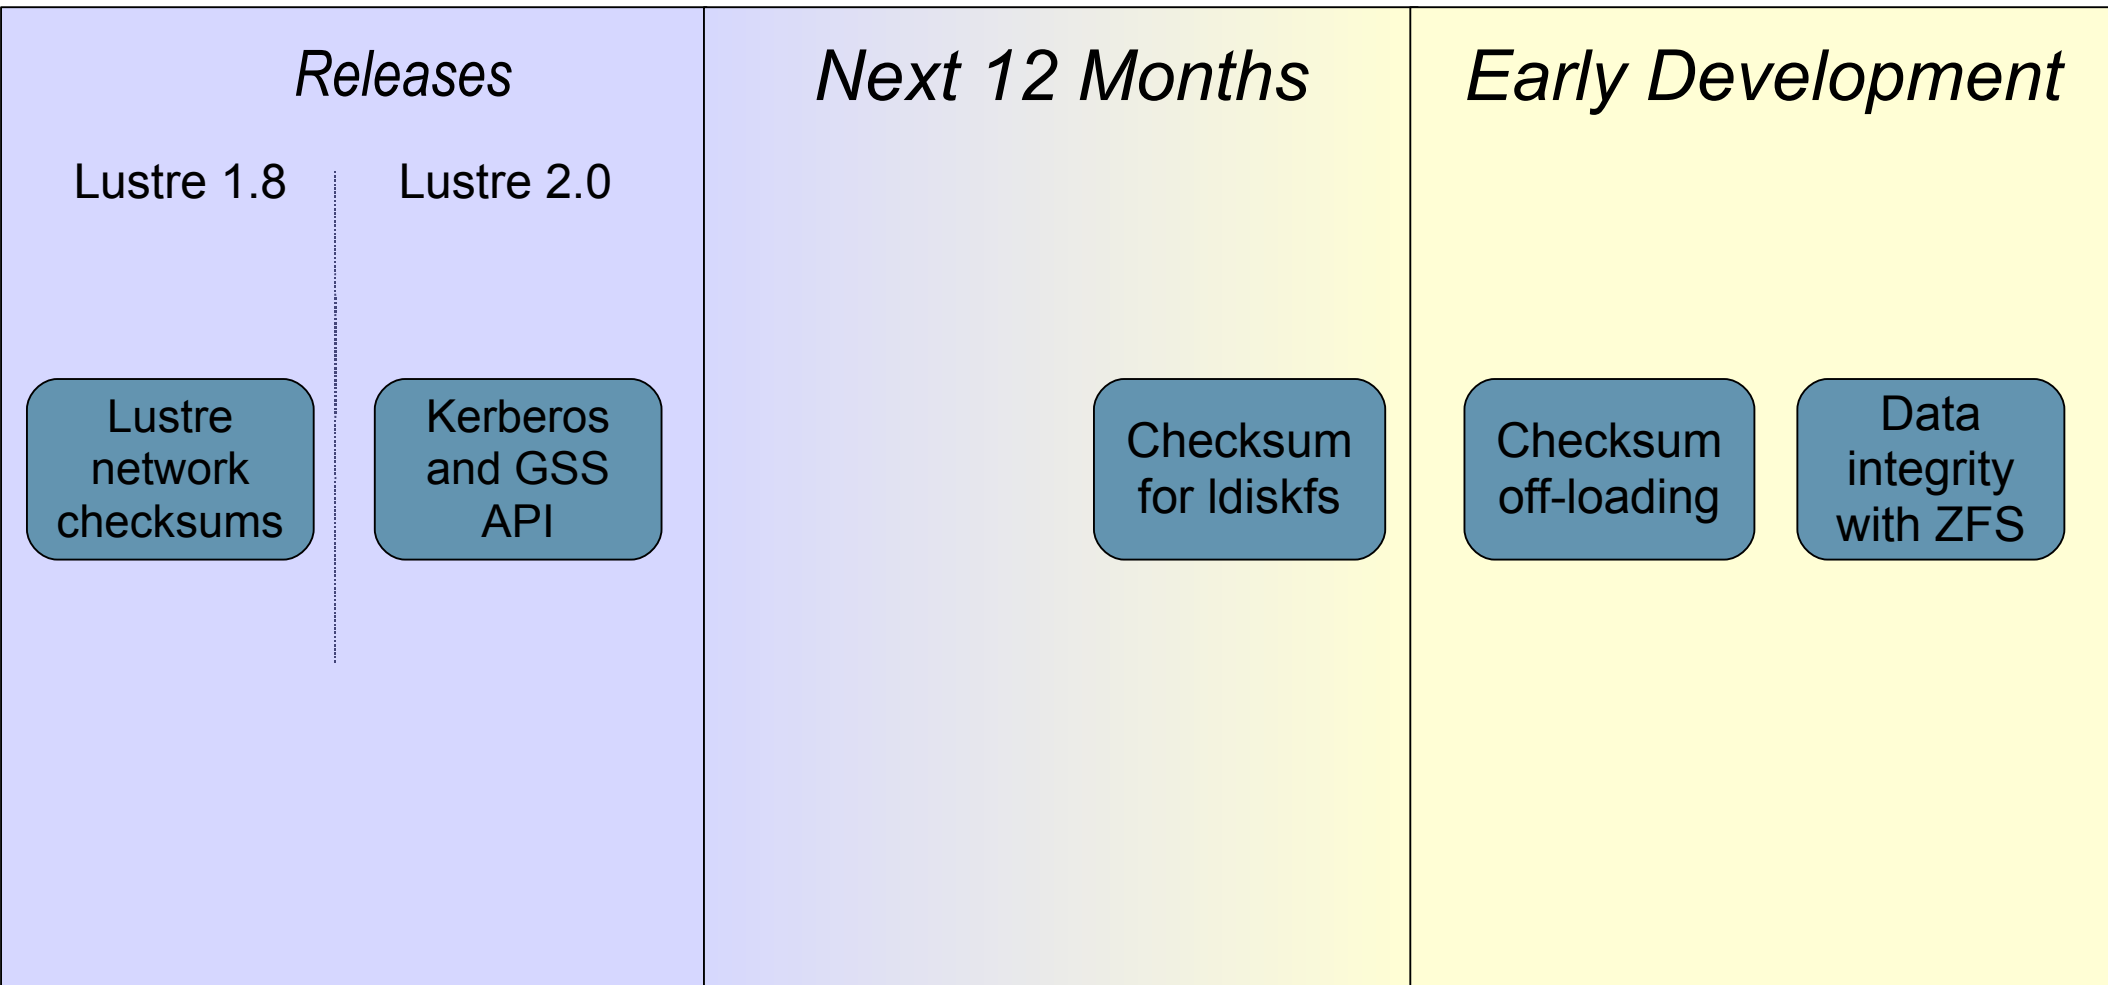 Releases
Next 12 Months
Early Development
Lustre 1.8
Lustre 2.0
Lustre
network
checksums
Kerberos
and GSS
API
Checksum
for ldiskfs
Checksum
off-loading
Data
integrity
with ZFS